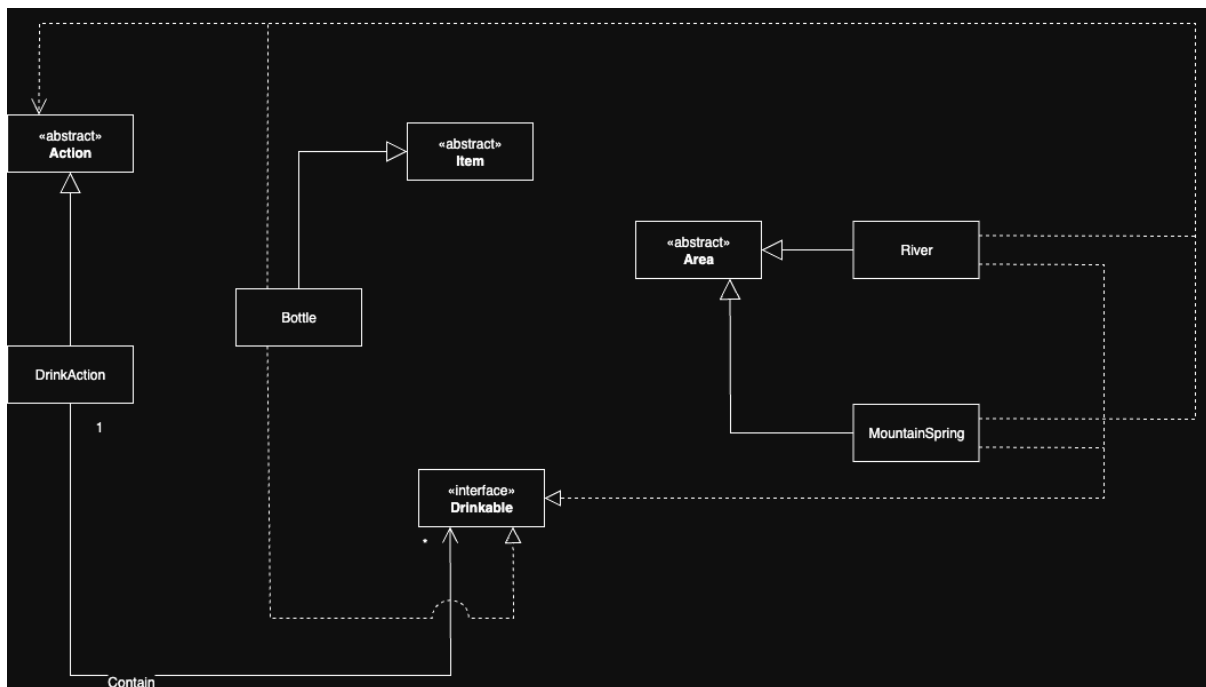 «abstract»
Action
«abstract»
Item
«abstract»
Area
River
Bottle
DrinkAction
1
MountainSpring
«interface»
Drinkable
*
Contain